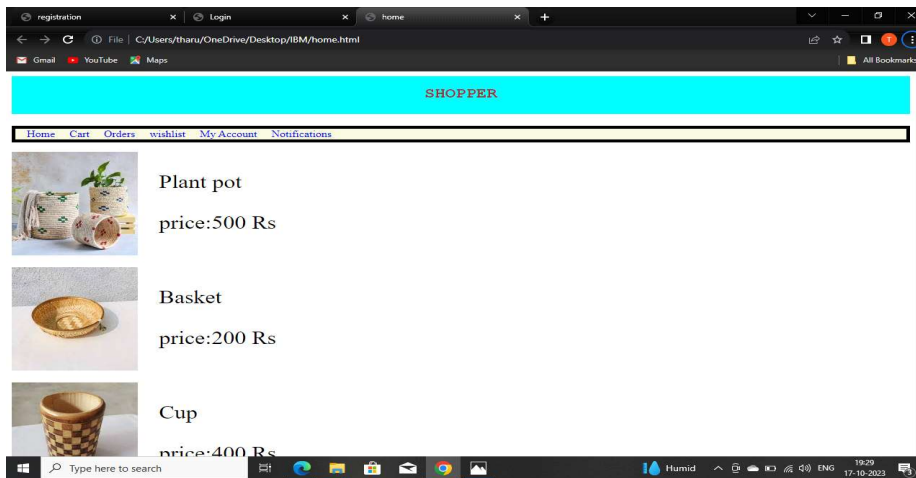 registration
Login
home
File
C:/Users/tharu/OneDrive/Desktop/IBM/home.html
Gmail YouTube Maps
All Bookmarks
SHOPPER
Home Cart Orders wishlist My Account Notifications
Plant pot
price:500 Rs
Basket
price:200 Rs
Cup
price:400 Rs
Type here to search
Humid
ENG
19:29
17-10-2023